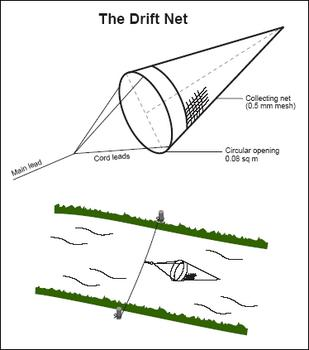 The Drift Net
Collecting net
(0.5 mm mesh)
Circular opening
0.08 sq m
Cord leads
Main lead